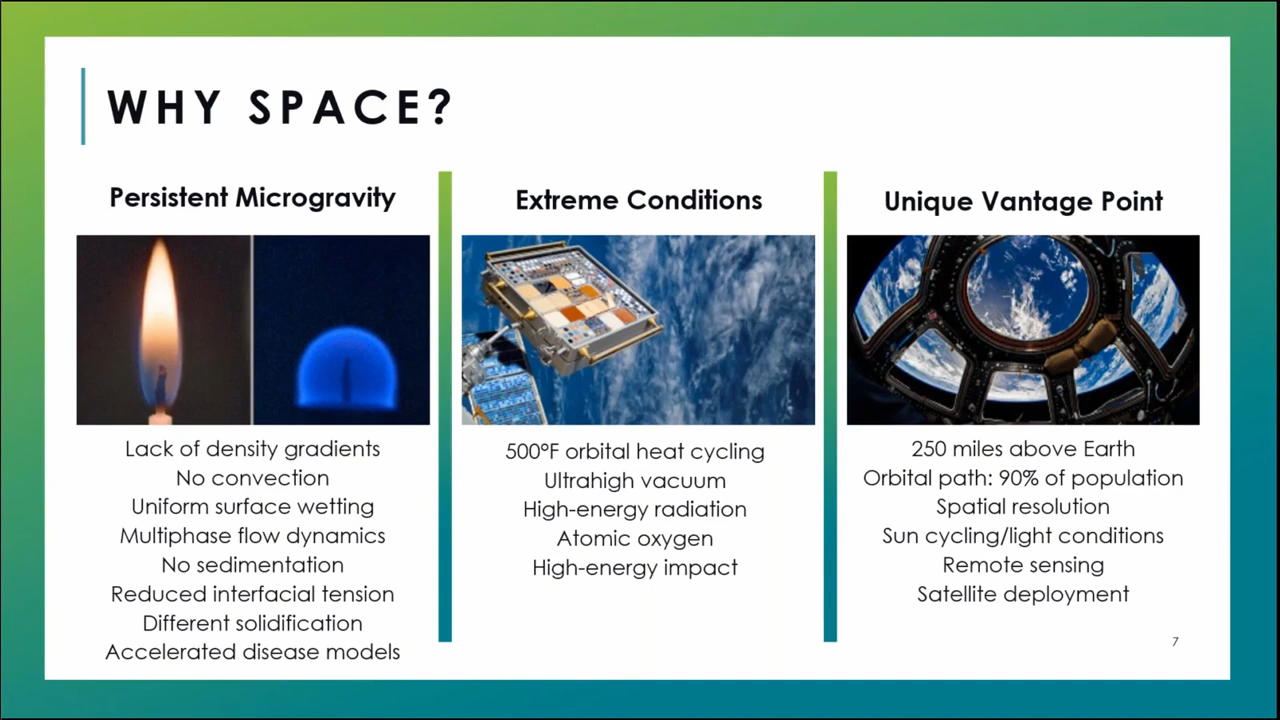 WHY SPACE?
Persistent Microgravity
Lack of density gradients
No convection
Uniform surface wetting
Multiphase flow dynamics
No sedimentation
Reduced interfacial tension
Different solidification
Accelerated disease models
Extreme Conditions
500°F orbital heat cycling
Ultrahigh vacuum
High-energy radiation
Atomic oxygen
High-energy impact
Unique Vantage Point
250 miles above Earth
Orbital path: 90% of population
Spatial resolution
Sun cycling/light conditions
Remote sensing
Satellite deployment
7